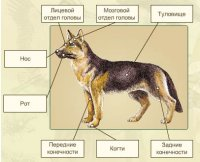 Лицевой
отдел головы
Мозговой
отдел головы
Туловище
Нос
Рот
Передние
конечности
Когти
Задние
конечности